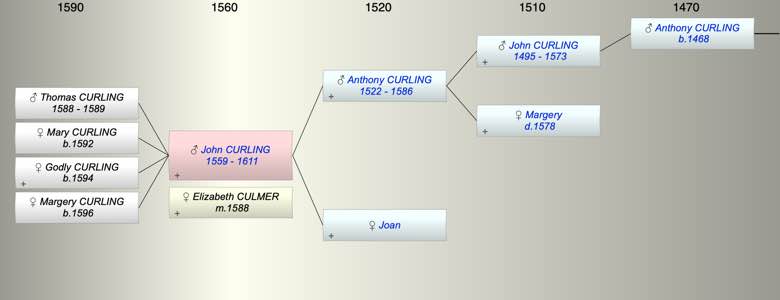 1590 1560 1520 1510 1470
♂ Anthony CURLING
b.1468
♂ John CURLING
1495 - 1573
+
♂ Anthony CURLING
1522 - 1586
+
♀ Margery
d.1578
+
♂ Thomas CURLING
1588 - 1589
♀ Mary CURLING
b.1592
♀ Godly CURLING
b.1594
+
♀ Margery CURLING
b.1596
♂ John CURLING
1559 - 1611
+
♀ Elizabeth CULMER
m.1588
+
♀ Joan
+